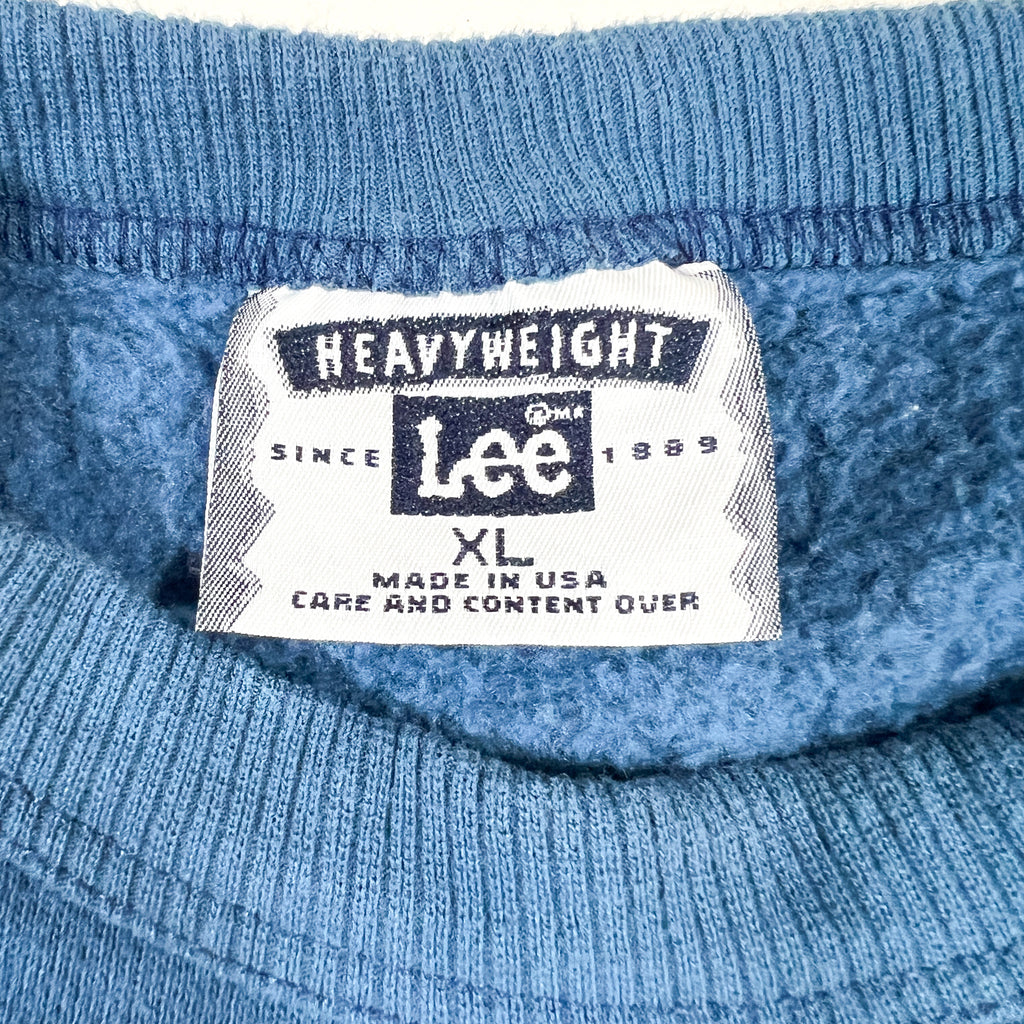 HEAVYWEIGHT
Lee ® M.R.
SINCE 1889
XL
MADE IN USA
CARE AND CONTENT OVER